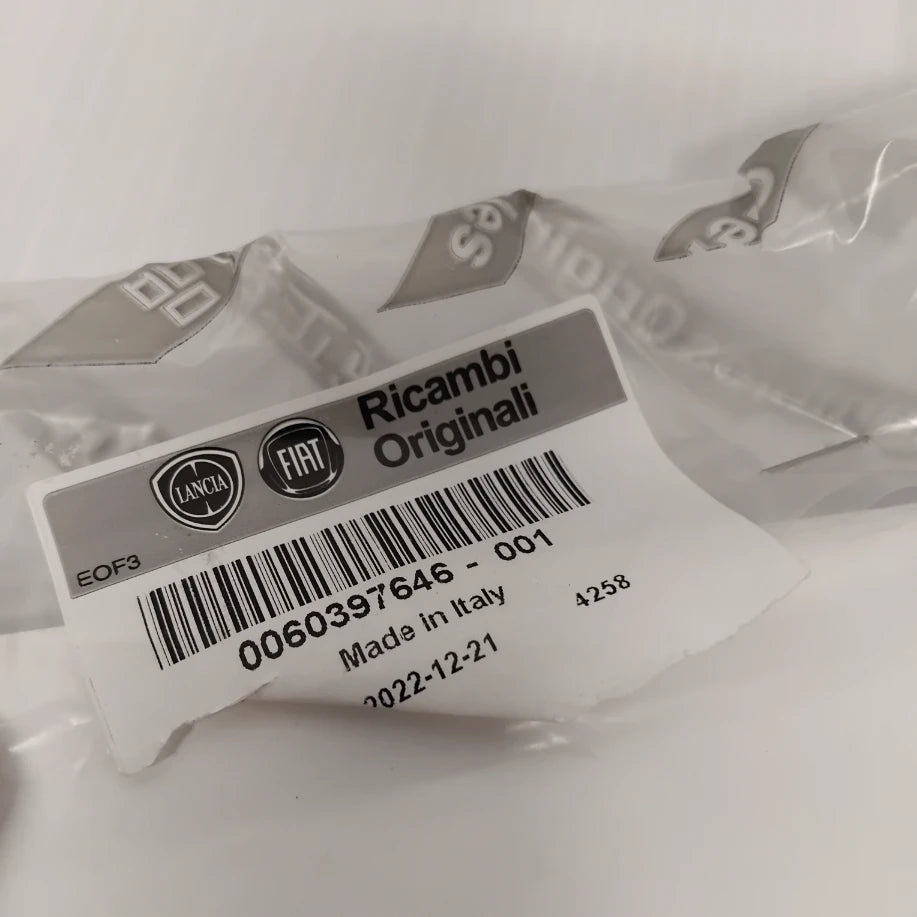 Ricambi
Originali
LANCIA
FIAT
EOF3
0060397646 - 001
Made in Italy
4258
2022-12-21